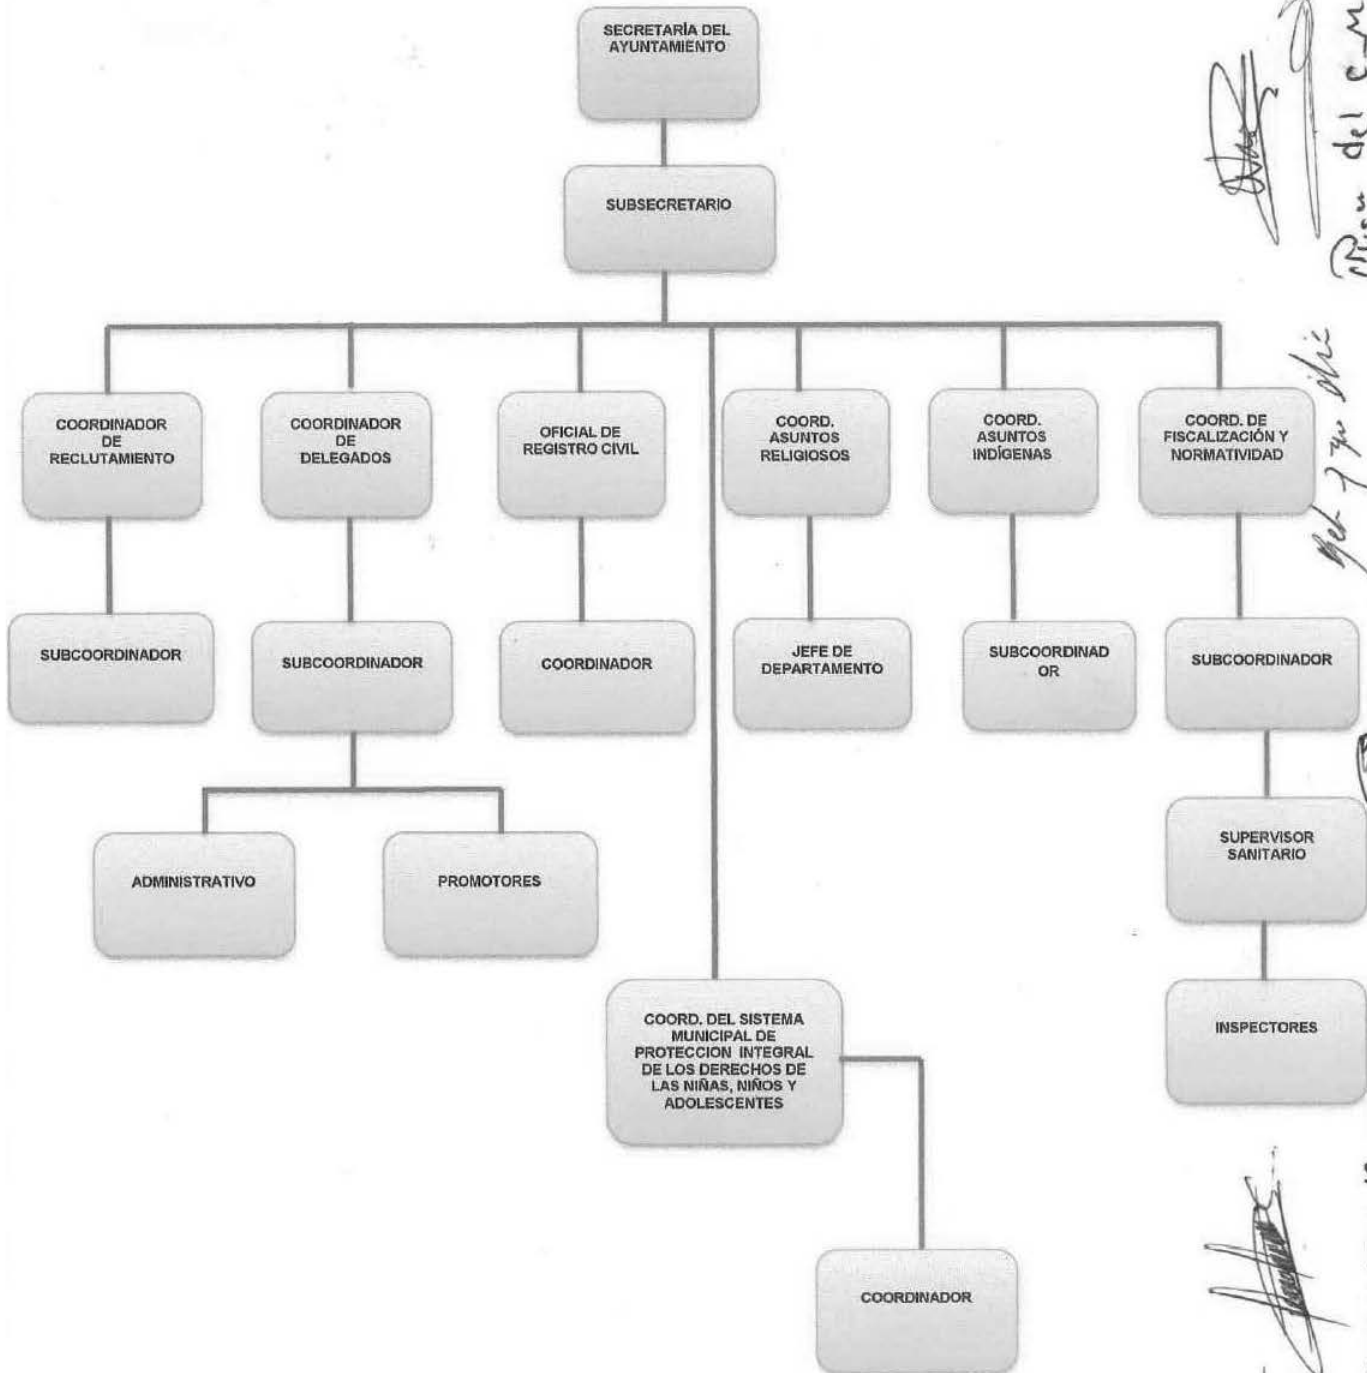 SECRETARÍA DEL
AYUNTAMIENTO
SUBSECRETARIO
COORDINADOR
DE
RECLUTAMIENTO
COORDINADOR
DE
DELEGADOS
OFICIAL DE
REGISTRO CIVIL
COORD.
ASUNTOS
RELIGIOSOS
COORD.
ASUNTOS
INDÍGENAS
COORD. DE
FISCALIZACIÓN Y
NORMATIVIDAD
SUBCOORDINADOR
SUBCOORDINADOR
COORDINADOR
JEFE DE
DEPARTAMENTO
SUBCOORDINAD
OR
SUBCOORDINADOR
ADMINISTRATIVO
PROMOTORES
SUPERVISOR
SANITARIO
INSPECTORES
COORD. DEL SISTEMA
MUNICIPAL DE
PROTECCION INTEGRAL
DE LOS DERECHOS DE
LAS NIÑAS, NIÑOS Y
ADOLESCENTES
COORDINADOR
del